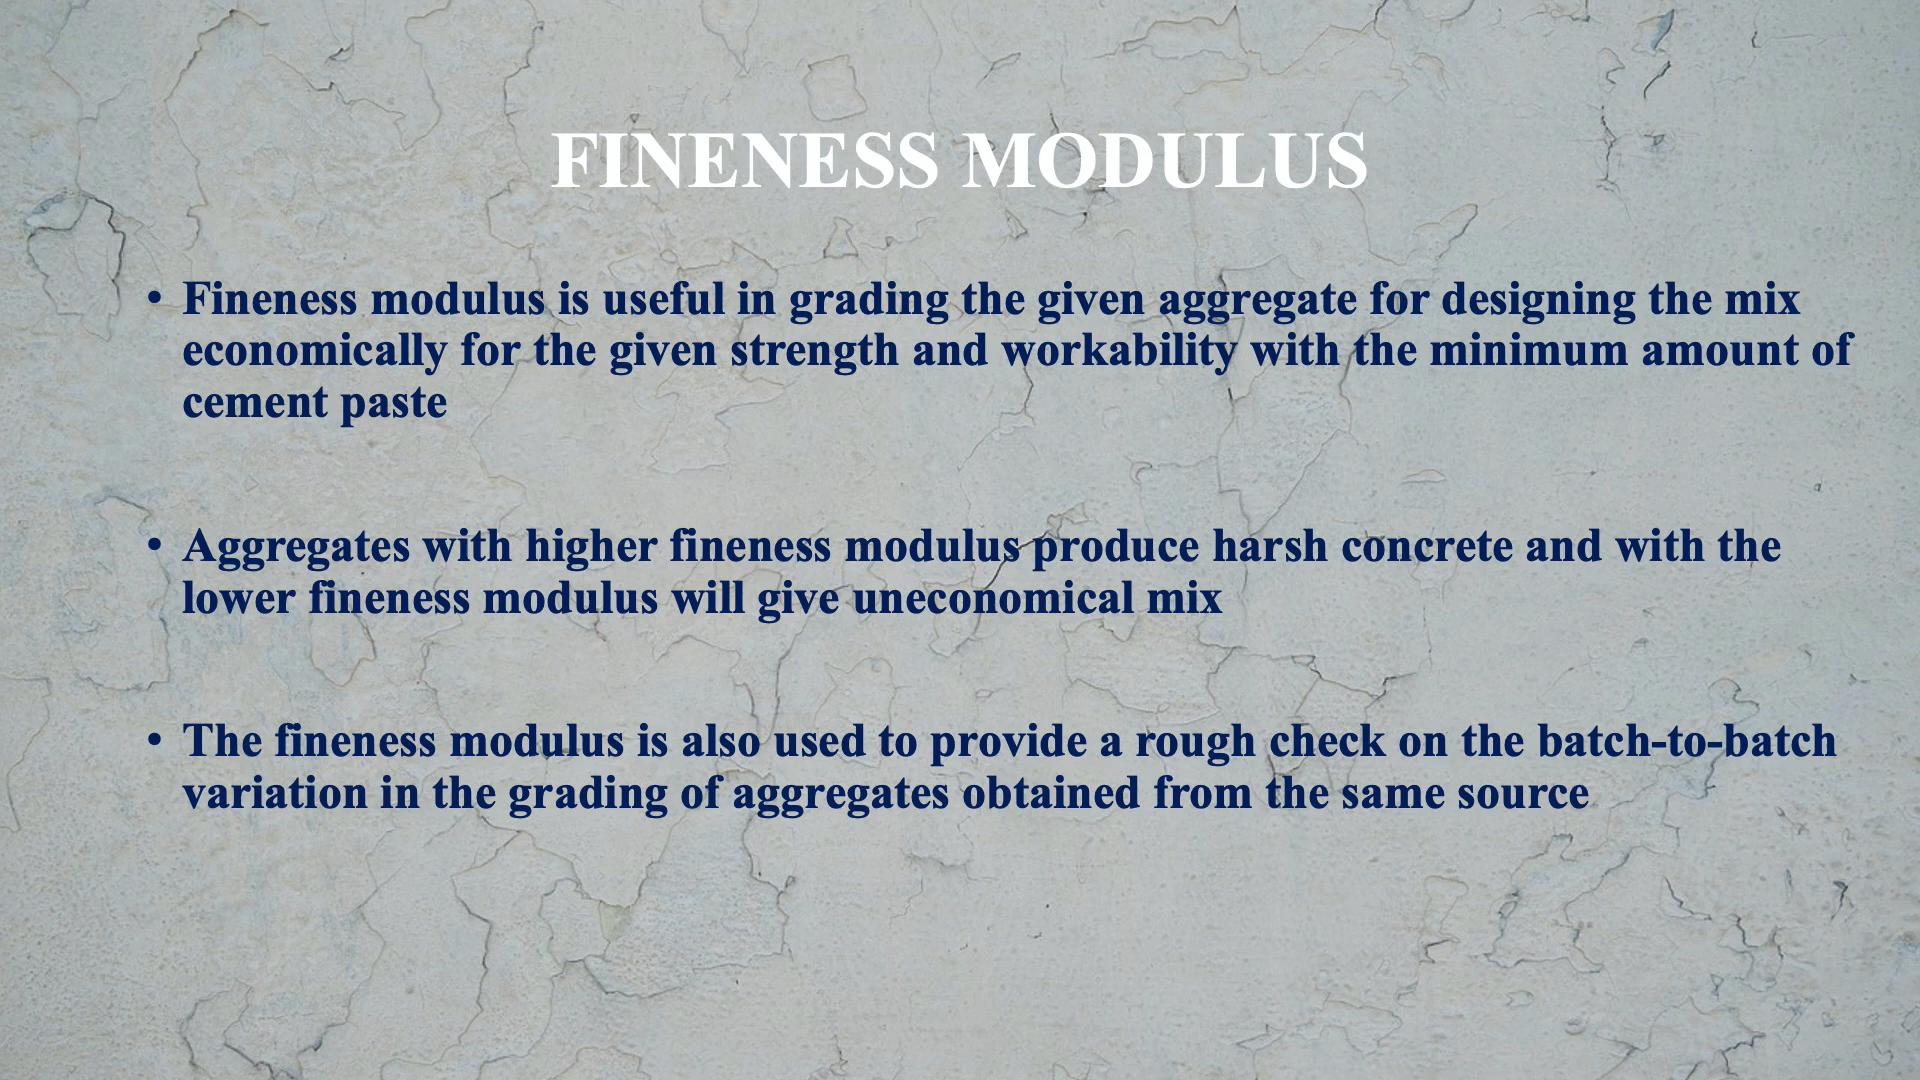 FINENESS MODULUS
• Fineness modulus is useful in grading the given aggregate for designing the mix
economically for the given strength and workability with the minimum amount of
cement paste
• Aggregates with higher fineness modulus produce harsh concrete and with the
lower fineness modulus will give uneconomical mix
• The fineness modulus is also used to provide a rough check on the batch-to-batch
variation in the grading of aggregates obtained from the same source